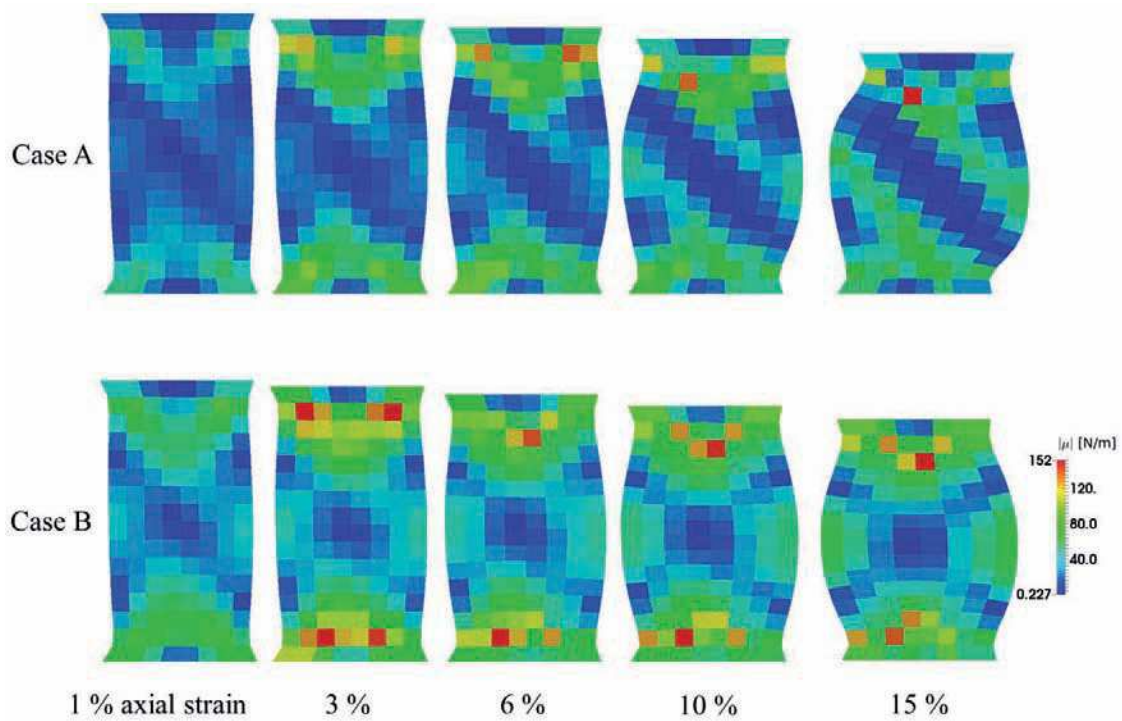 Case A
Case B
|μ| [N/m]
152
120.
80.0
40.0
0.227
1 % axial strain 3 % 6 % 10 % 15 %